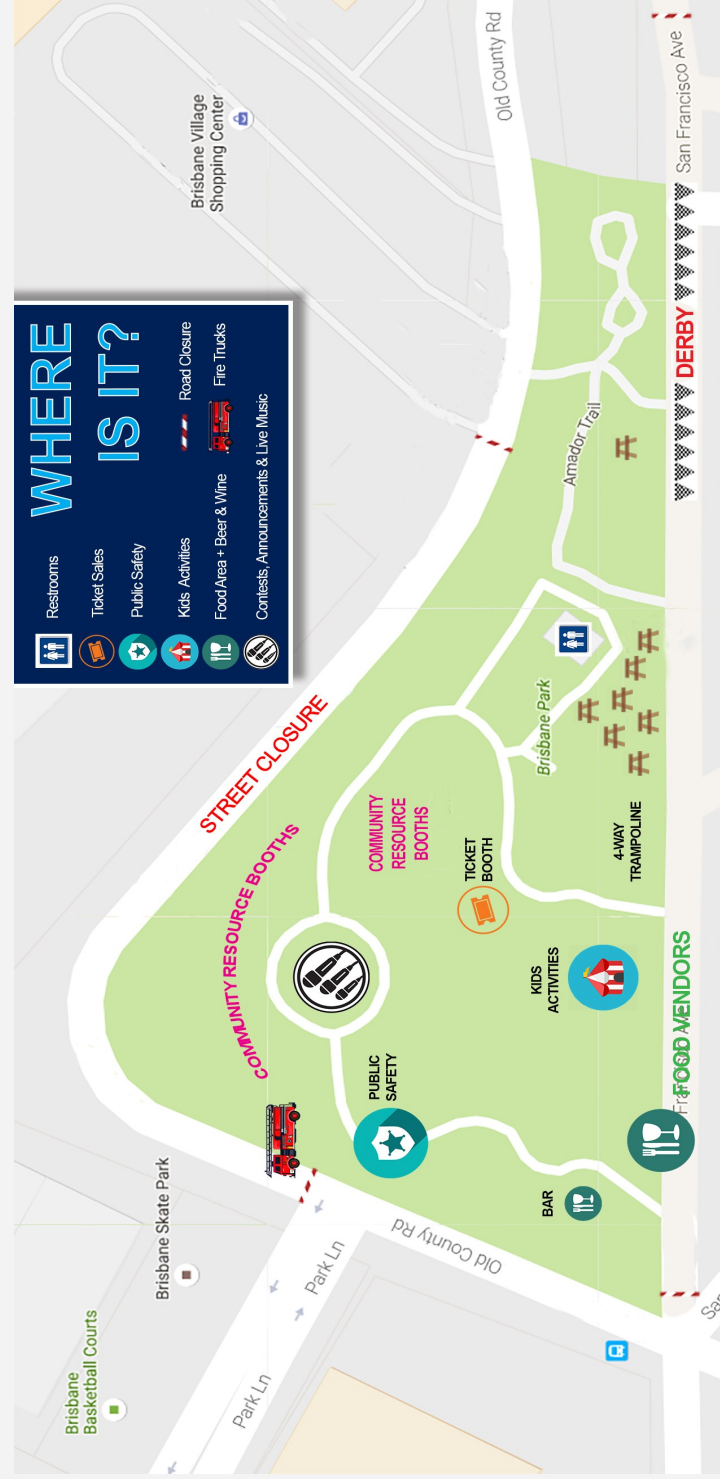 WHERE
IS IT?
Restrooms
Ticket Sales
Public Safety
Kids Activities
Road Closure
Food Area + Beer & Wine
Fire Trucks
Contests, Announcements & Live Music
Brisbane Village
Shopping Center
Old County Rd
San Francisco Ave
DERBY
Amador Trail
STREET CLOSURE
Brisbane Park
COMMUNITY RESOURCE BOOTHS
COMMUNITY
RESOURCE
BOOTHS
TICKET
BOOTH
4-WAY
TRAMPOLINE
KIDS
ACTIVITIES
FOOD VENDORS
PUBLIC
SAFETY
BAR
Brisbane Skate Park
Old County Rd
Park Ln
Park Ln
Brisbane
Basketball Courts